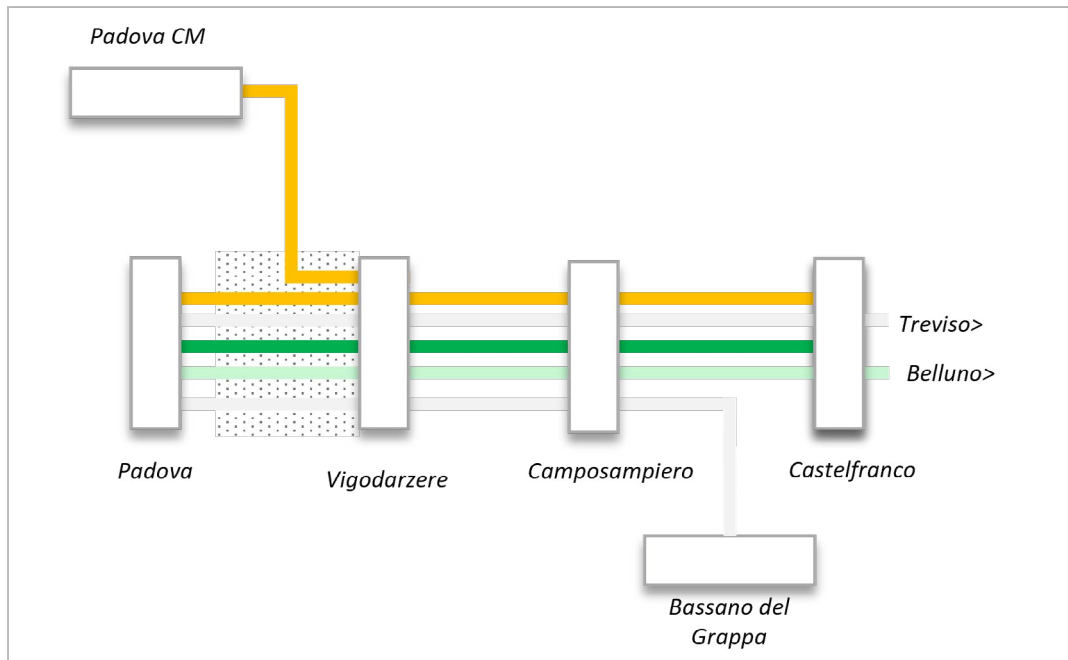 Padova CM
Treviso>
Belluno>
Padova
Vigodarzere
Camposampiero
Castelfranco
Bassano del
Grappa